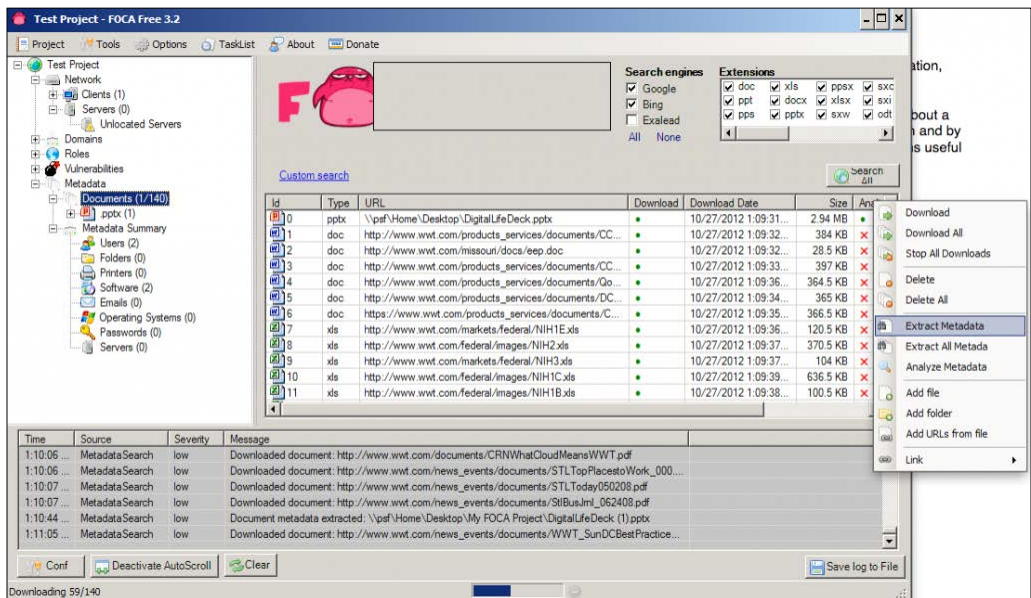 Test Project - FOCA Free 3.2
Project Tools Options TaskList About Donate
Test Project
Network
Clients (1)
Servers (0)
Unlocated Servers
Domains
Roles
Vulnerabilities
Metadata
Documents (1/140)
.pptx (1)
Metadata Summary
Users (2)
Folders (0)
Printers (0)
Software (2)
Emails (0)
Operating Systems (0)
Passwords (0)
Servers (0)
F
Search engines
Google
Bing
Exalead
All None
Extensions
doc xls ppsx sxc
ppt docx xlsx sxi
pps pptx sxw odt
Custom search
Search All
Id Type URL Download Download Date Size
0 pptx \\psf\Home\Desktop\DigitalLifeDeck.pptx 10/27/2012 1:09:31... 2.94 MB
1 doc http://www.wwt.com/products_services/documents/CC... 10/27/2012 1:09:32... 384 KB
2 doc http://www.wwt.com/missouri/docs/eep.doc 10/27/2012 1:09:32... 28.5 KB
3 doc http://www.wwt.com/products_services/documents/CC... 10/27/2012 1:09:33... 397 KB
4 doc http://www.wwt.com/products_services/documents/Qo... 10/27/2012 1:09:36... 364.5 KB
5 doc http://www.wwt.com/products_services/documents/DC... 10/27/2012 1:09:34... 365 KB
6 doc https://www.wwt.com/products_services/documents/C... 10/27/2012 1:09:35... 366.5 KB
7 xls http://www.wwt.com/markets/federal/NIH1E.xls 10/27/2012 1:09:36... 120.5 KB
8 xls http://www.wwt.com/federal/images/NIH2.xls 10/27/2012 1:09:37... 370.5 KB
9 xls http://www.wwt.com/markets/federal/NIH3.xls 10/27/2012 1:09:37... 104 KB
10 xls http://www.wwt.com/federal/images/NIH1C.xls 10/27/2012 1:09:39... 636.5 KB
11 xls http://www.wwt.com/federal/images/NIH1B.xls 10/27/2012 1:09:38... 100.5 KB
Download
Download All
Stop All Downloads
Delete
Delete All
Extract Metadata
Extract All Metada
Analyze Metadata
Add file
Add folder
Add URLs from file
Link
ation,
bout a
and by
useful
Time Source Severity Message
1:10:06 ... MetadataSearch low Downloaded document: http://www.wwt.com/documents/CRNWhatCloudMeansWWT.pdf
1:10:06 ... MetadataSearch low Downloaded document: http://www.wwt.com/news_events/documents/STLTopPlacestoWork_000....
1:10:07 ... MetadataSearch low Downloaded document: http://www.wwt.com/news_events/documents/STLToday050208.pdf
1:10:07 ... MetadataSearch low Downloaded document: http://www.wwt.com/news_events/documents/StlBusJrnl_062408.pdf
1:10:44 ... MetadataSearch low Document metadata extracted: \\psf\Home\Desktop\My FOCA Project\DigitalLifeDeck (1).pptx
1:11:05 ... MetadataSearch low Downloaded document: http://www.wwt.com/news_events/documents/WWT_SunDCBestPractice...
Conf Deactivate AutoScroll Clear Save log to File
Downloading 59/140